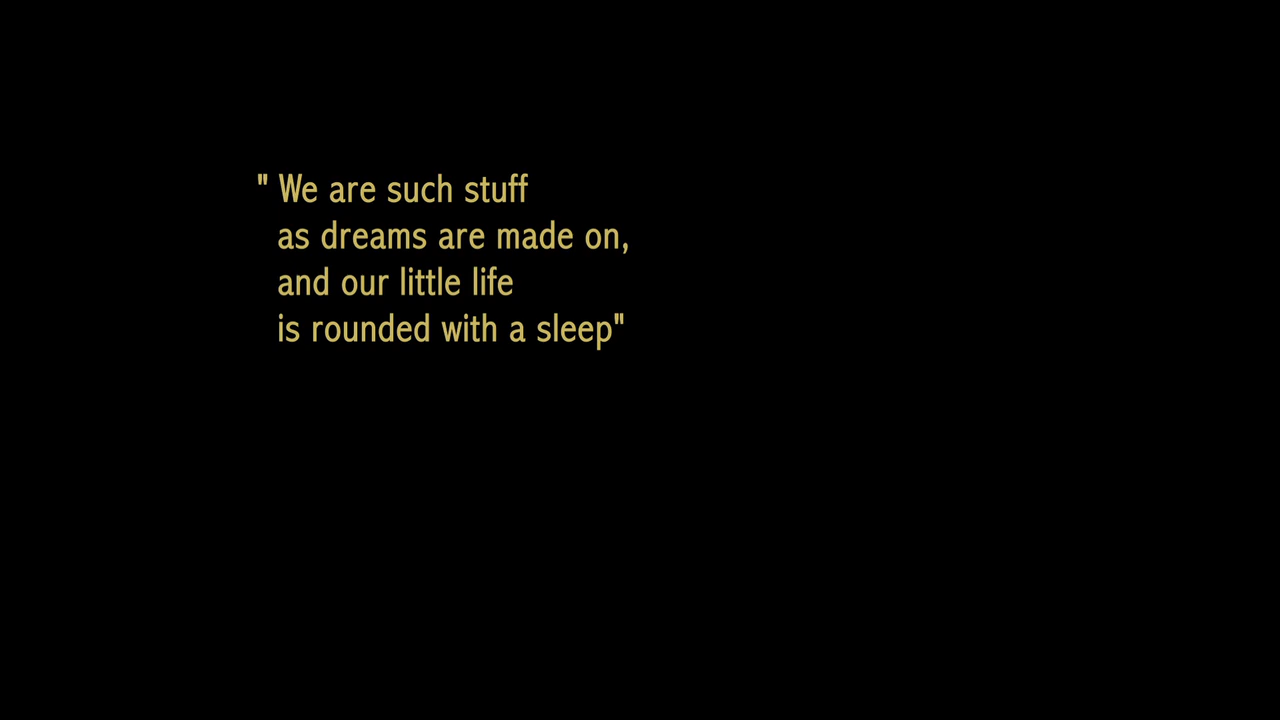 " We are such stuff
as dreams are made on,
and our little life
is rounded with a sleep"